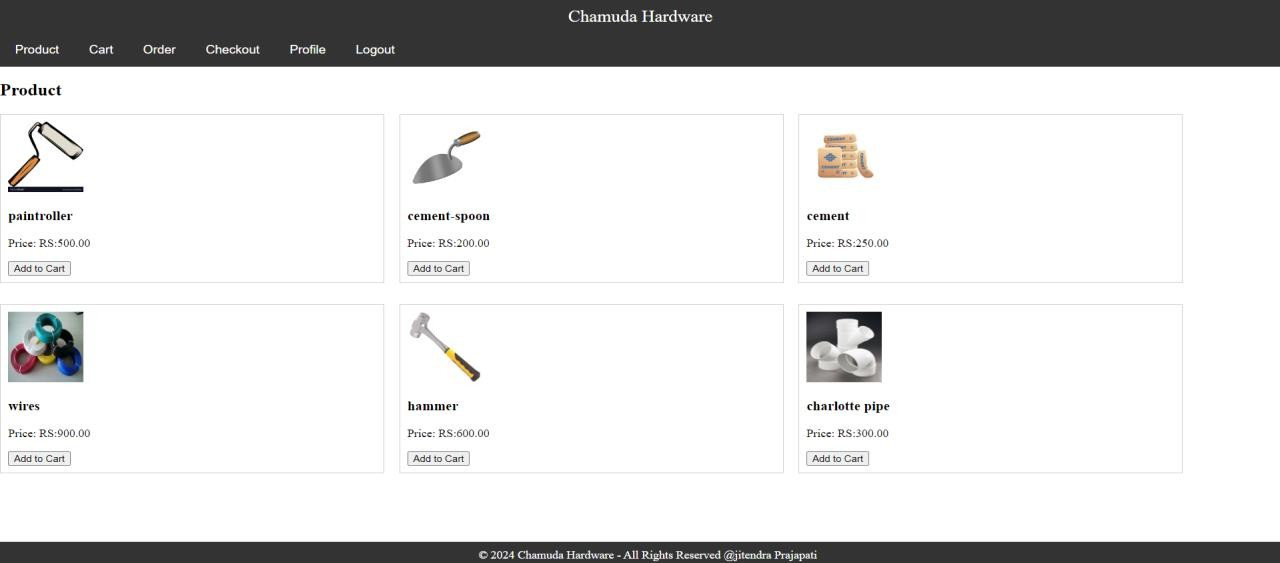 Chamuda Hardware
Product Cart Order Checkout Profile Logout
Product
paintroller
Price: RS:500.00
Add to Cart
cement-spoon
Price: RS:200.00
Add to Cart
CEMENT
CEMENT
cement
Price: RS:250.00
Add to Cart
wires
Price: RS:900.00
Add to Cart
hammer
Price: RS:600.00
Add to Cart
charlotte pipe
Price: RS:300.00
Add to Cart
© 2024 Chamuda Hardware - All Rights Reserved @jitendra Prajapati